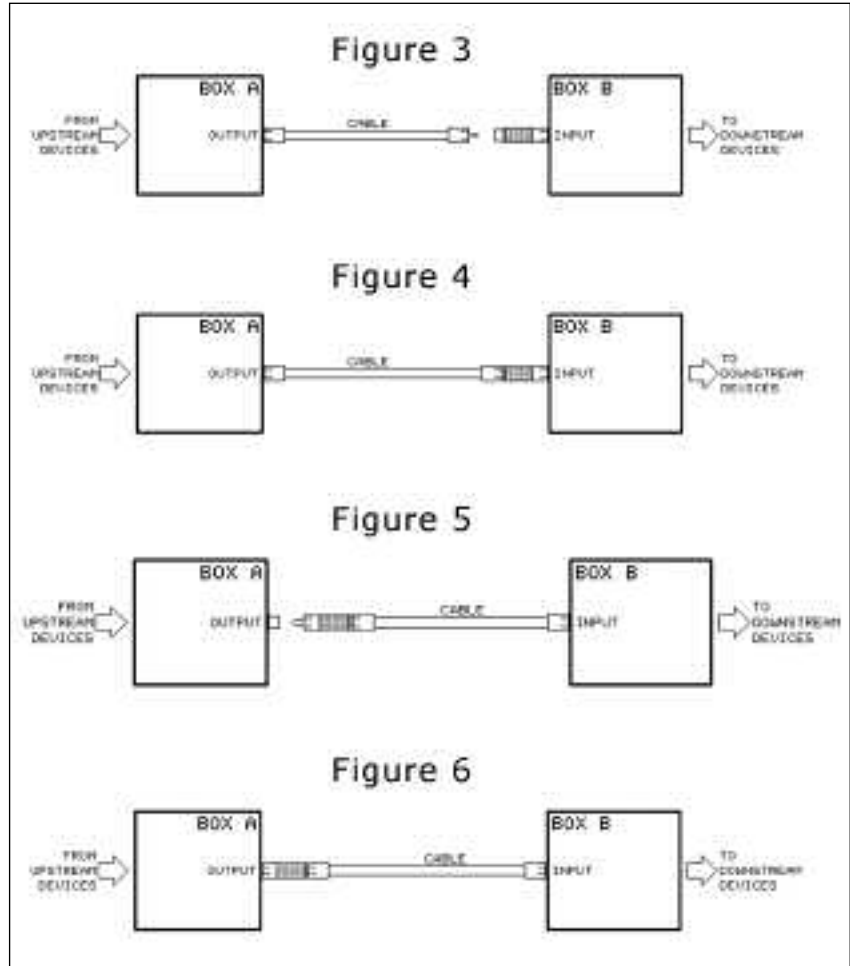 Figure 3
BOX A
BOX B
FROM
UPSTREAM
DEVICES
OUTPUT
CABLE
INPUT
TO
DOWNSTREAM
DEVICES
Figure 4
BOX A
BOX B
FROM
UPSTREAM
DEVICES
OUTPUT
CABLE
INPUT
TO
DOWNSTREAM
DEVICES
Figure 5
BOX A
BOX B
FROM
UPSTREAM
DEVICES
OUTPUT
CABLE
INPUT
TO
DOWNSTREAM
DEVICES
Figure 6
BOX A
BOX B
FROM
UPSTREAM
DEVICES
OUTPUT
CABLE
INPUT
TO
DOWNSTREAM
DEVICES